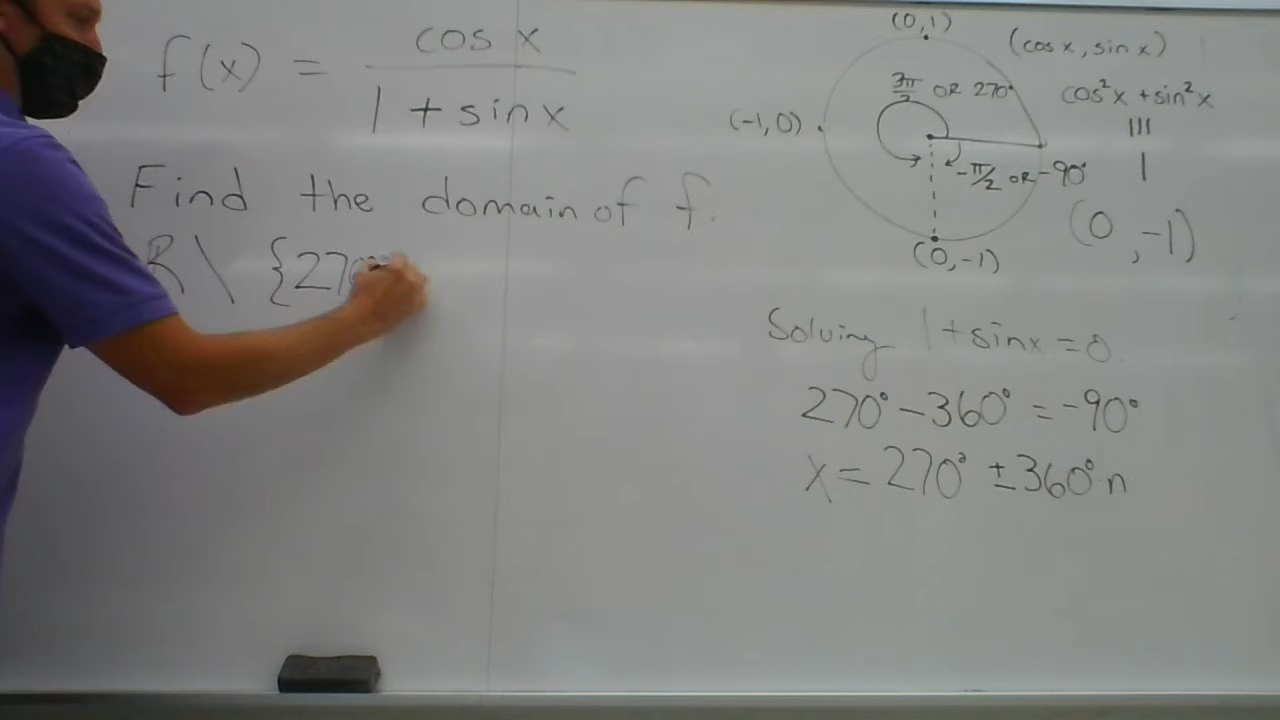 f(x) = cos x / 1 + sin x
Find the domain of f.
R \ {270°
(0,1)
(cos x, sin x)
3π/2 OR 270°
cos²x + sin²x
(-1,0)
|||
-π/2 OR -90°
1
(0, -1)
(0,-1)
Solving 1 + sin x = 0
270° - 360° = -90°
x = 270° ± 360° n